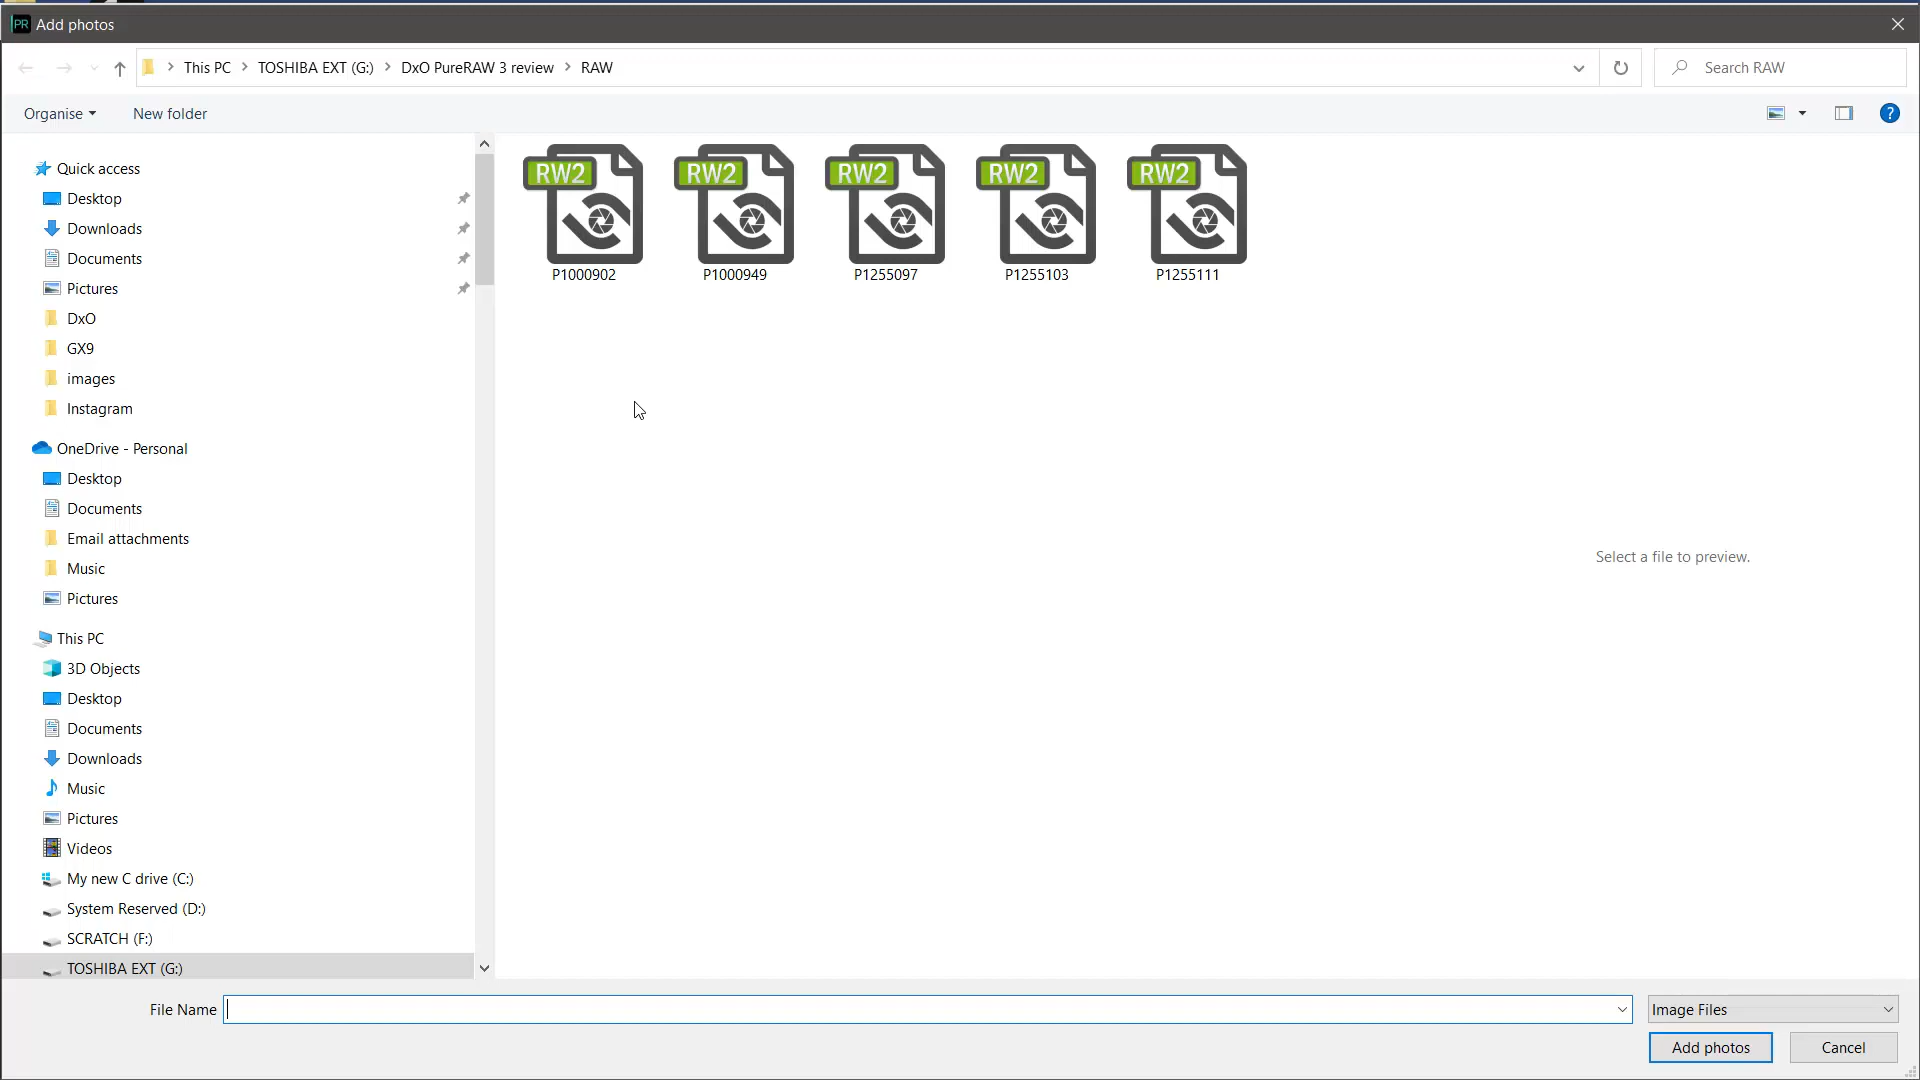 PR Add photos
This PC TOSHIBA EXT (G:) DxO PureRAW 3 review RAW
Search RAW
Organise
New folder
?
Quick access
Desktop
Downloads
Documents
Pictures
DxO
GX9
images
Instagram
OneDrive - Personal
Desktop
Documents
Email attachments
Music
Pictures
This PC
3D Objects
Desktop
Documents
Downloads
Music
Pictures
Videos
My new C drive (C:)
System Reserved (D:)
SCRATCH (F:)
TOSHIBA EXT (G:)
RW2 RW2 RW2 RW2 RW2
P1000902 P1000949 P1255097 P1255103 P1255111
Select a file to preview.
File Name
Image Files
Add photos
Cancel